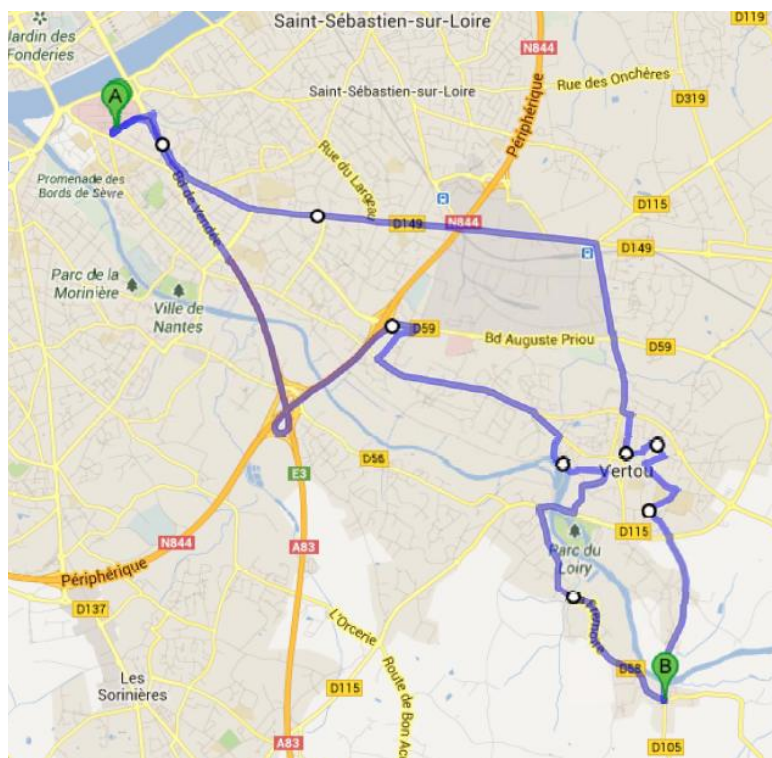 Saint-Sébastien-sur-Loire
D119
Jardin des
Fonderies
N844
Rue des Onchères
Saint-Sébastien-sur-Loire
D319
A
Périphérique
Rue du Largeau
Promenade des
Bords de Sèvre
Bd de Vendée
D115
D149
N844
D149
Parc de la
Morinière
Ville de
Nantes
D59
Bd Auguste Priou
D59
D56
Vertou
E3
D115
N844
A83
Parc du
Loiry
Périphérique
D137
L'Orcerie
D58
B
Les
Sorinières
D115
Route de Bon Acc
A83
D105